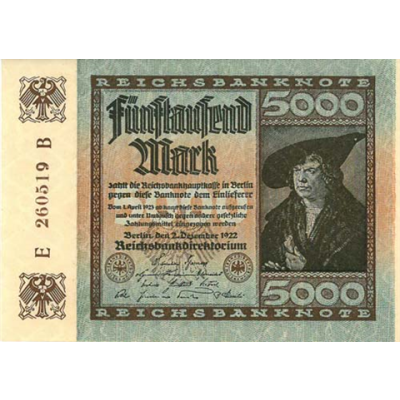 REICHSBANKNOTE
5000
Fünftausend
Mark
zahlt die Reichsbankhauptkasse in Berlin
gegen diese Banknote dem Einlieferer
Vom 1. April 1923 ab kann diese Banknote aufgerufen
und unter Umtausch gegen andere gesetzliche
Zahlungsmittel eingezogen werden
Berlin, den 2. Dezember 1922
Reichsbankdirektorium
5000
REICHSBANKNOTE
E 260519 B